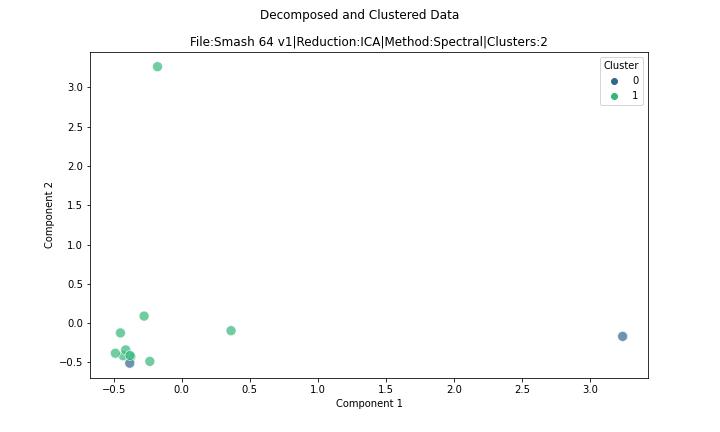 Decomposed and Clustered Data
File:Smash 64 v1|Reduction:ICA|Method:Spectral|Clusters:2
Cluster
0
1
3.0
2.5
2.0
1.5
1.0
0.5
0.0
−0.5
Component 2
−0.5 0.0 0.5 1.0 1.5 2.0 2.5 3.0
Component 1